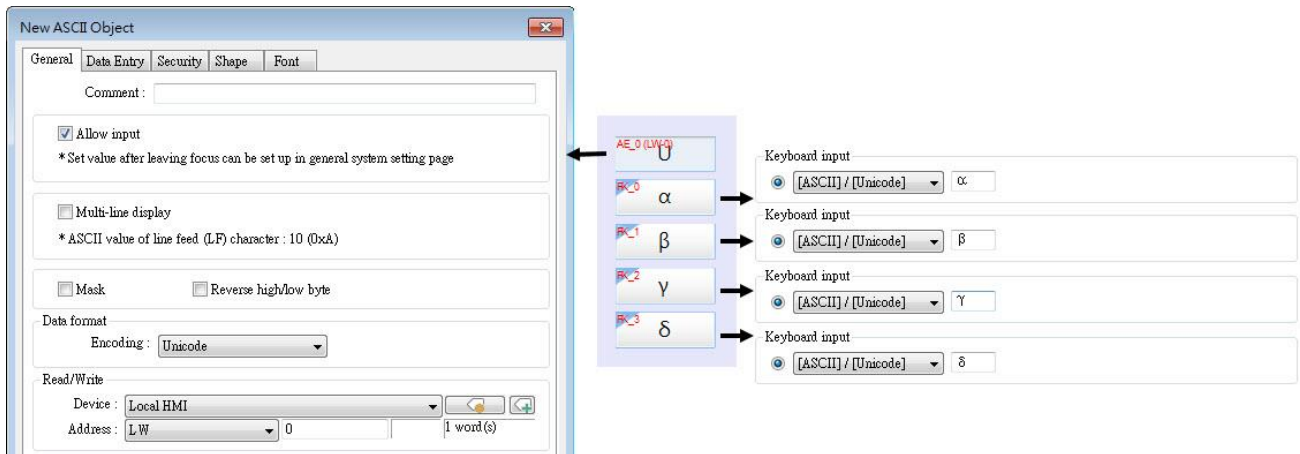 New ASCII Object
General Data Entry Security Shape Font
Comment :
Allow input
* Set value after leaving focus can be set up in general system setting page
Multi-line display
* ASCII value of line feed (LF) character : 10 (0xA)
Mask Reverse high/low byte
Data format
Encoding : Unicode
Read/Write
Device : Local HMI
Address : LW 0 1 word(s)
AE_0 (LW-0)
U
FK_0
α
FK_1
β
FK_2
γ
FK_3
δ
Keyboard input
[ASCII] / [Unicode] α
Keyboard input
[ASCII] / [Unicode] β
Keyboard input
[ASCII] / [Unicode] γ
Keyboard input
[ASCII] / [Unicode] δ